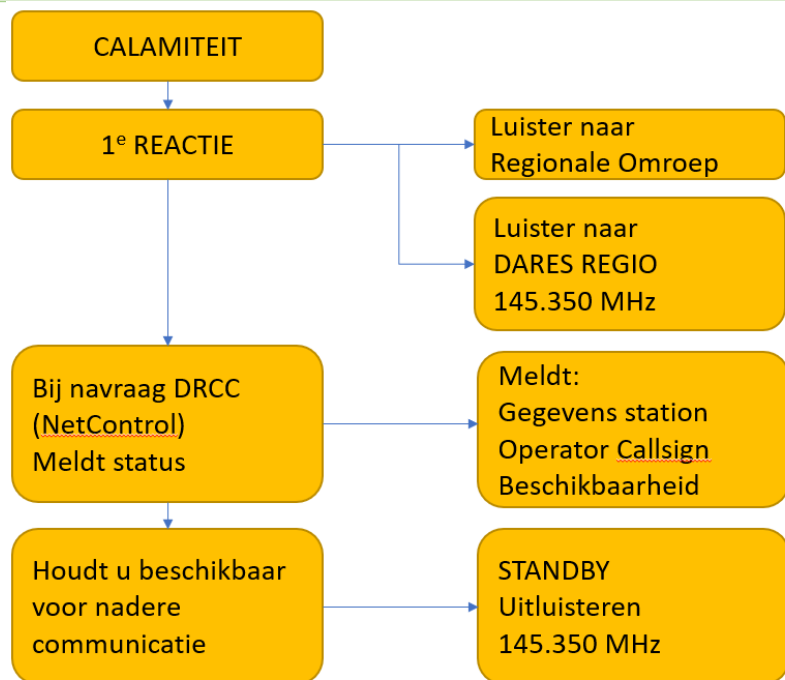 CALAMITEIT
1e REACTIE
Luister naar
Regionale Omroep
Luister naar
DARES REGIO
145.350 MHz
Bij navraag DRCC
(NetControl)
Meldt status
Meldt:
Gegevens station
Operator Callsign
Beschikbaarheid
Houdt u beschikbaar
voor nadere
communicatie
STANDBY
Uitluisteren
145.350 MHz